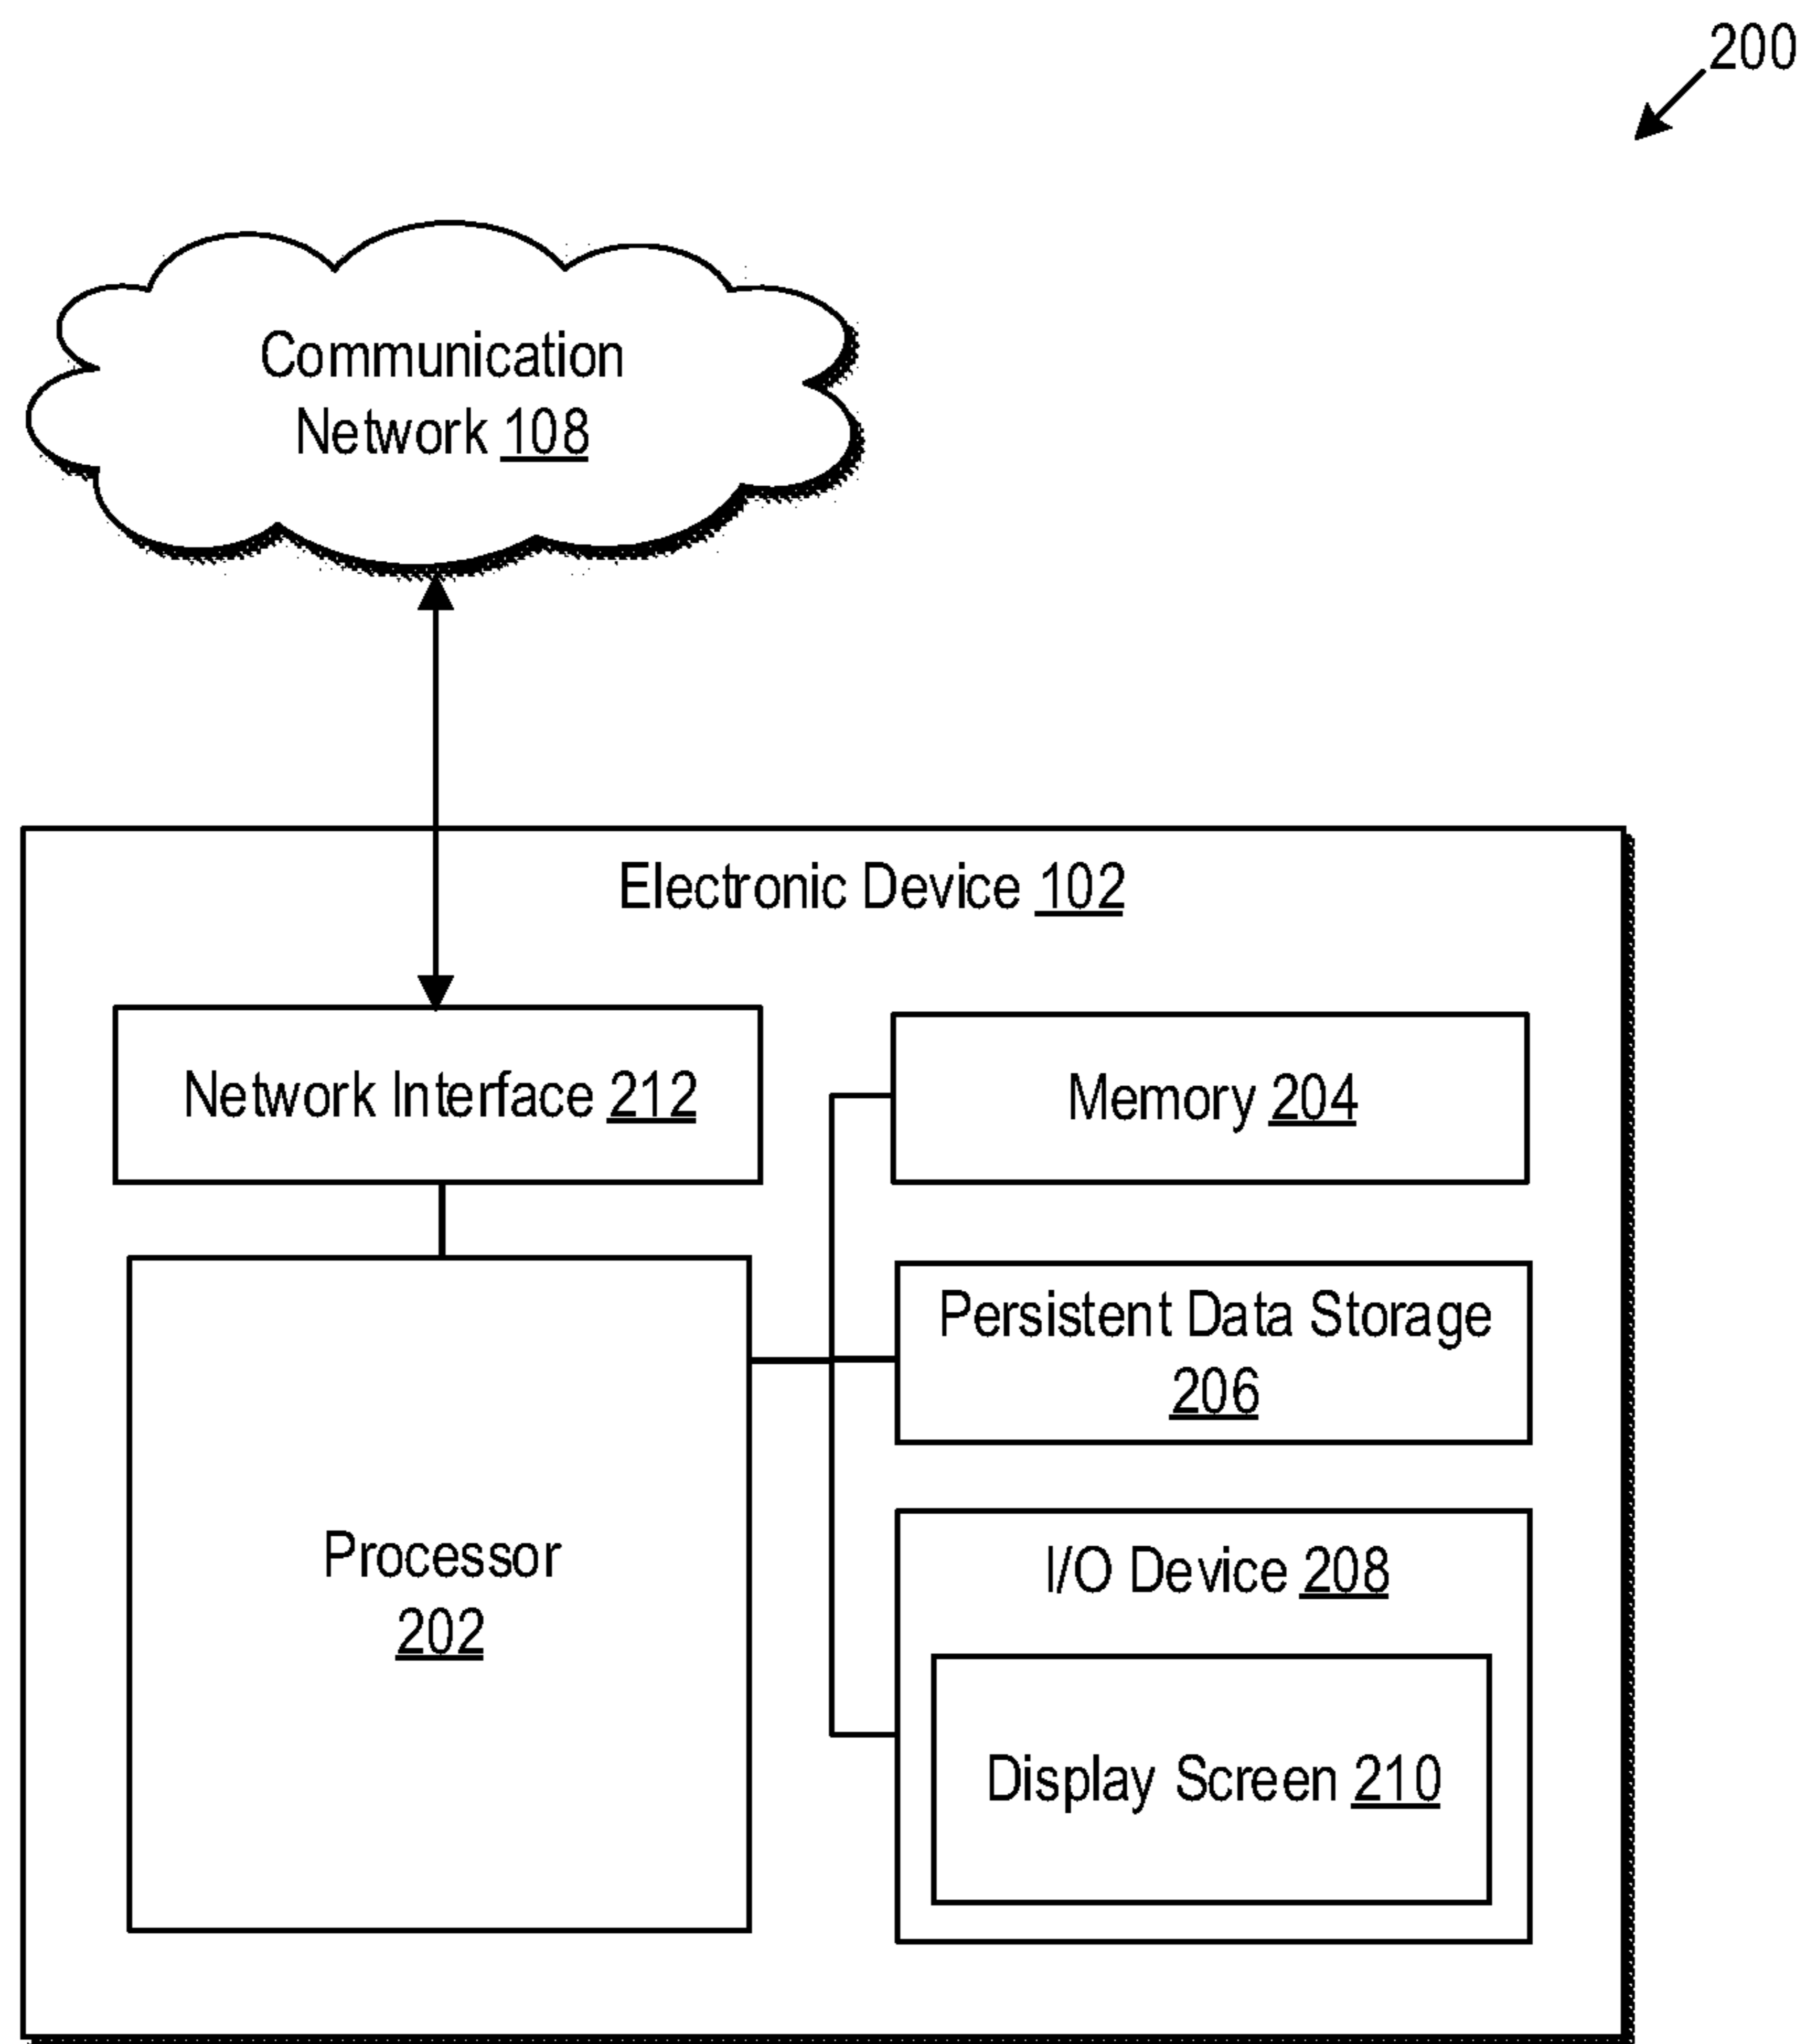 200
Communication
Network 108
Electronic Device 102
Network Interface 212
Memory 204
Persistent Data Storage
206
Processor
202
I/O Device 208
Display Screen 210